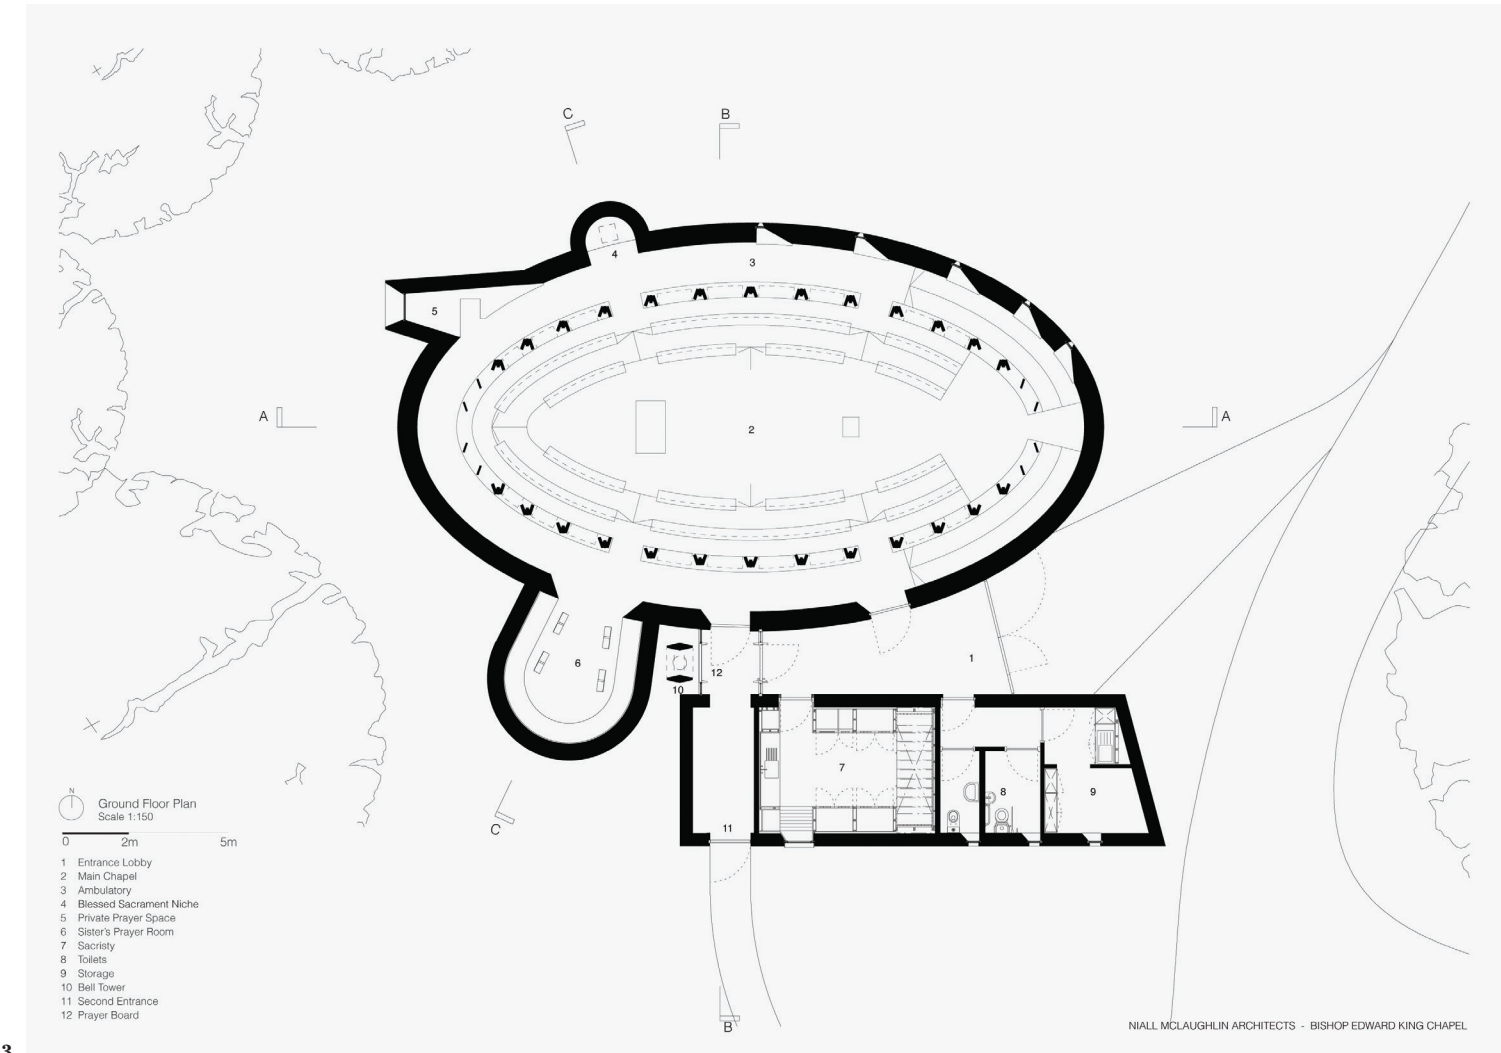 C
B
4
3
5
A
2
A
6
12
1
10
7
8
9
11
C
B
N
Ground Floor Plan
Scale 1:150
0 2m 5m
1 Entrance Lobby
2 Main Chapel
3 Ambulatory
4 Blessed Sacrament Niche
5 Private Prayer Space
6 Sister's Prayer Room
7 Sacristy
8 Toilets
9 Storage
10 Bell Tower
11 Second Entrance
12 Prayer Board
NIALL MCLAUGHLIN ARCHITECTS - BISHOP EDWARD KING CHAPEL
3